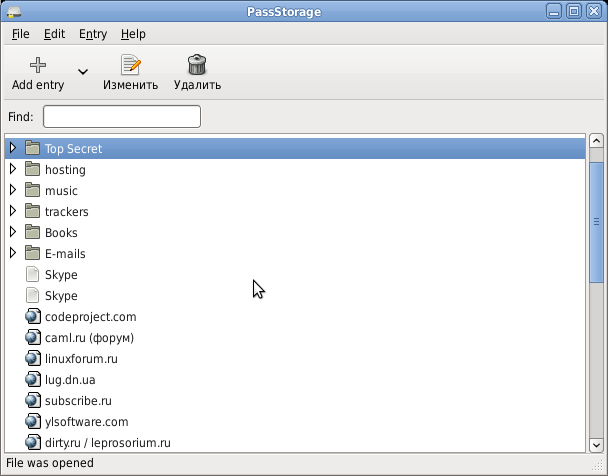 PassStorage
File Edit Entry Help
Add entry Изменить Удалить
Find:
Top Secret
hosting
music
trackers
Books
E-mails
Skype
Skype
codeproject.com
caml.ru (форум)
linuxforum.ru
lug.dn.ua
subscribe.ru
ylsoftware.com
dirty.ru / leprosorium.ru
File was opened